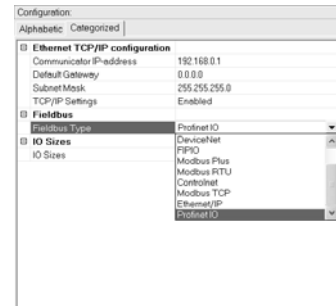 Configuration:
Alphabetic Categorized
Ethernet TCP/IP configuration
Communicator IP-address 192.168.0.1
Default Gateway 0.0.0.0
Subnet Mask 255.255.255.0
TCP/IP Settings Enabled
Fieldbus
Fieldbus Type Profinet IO
IO Sizes DeviceNet
IO Sizes FIPIO
Modbus Plus
Modbus RTU
Controlnet
Modbus TCP
Ethernet/IP
Profinet IO